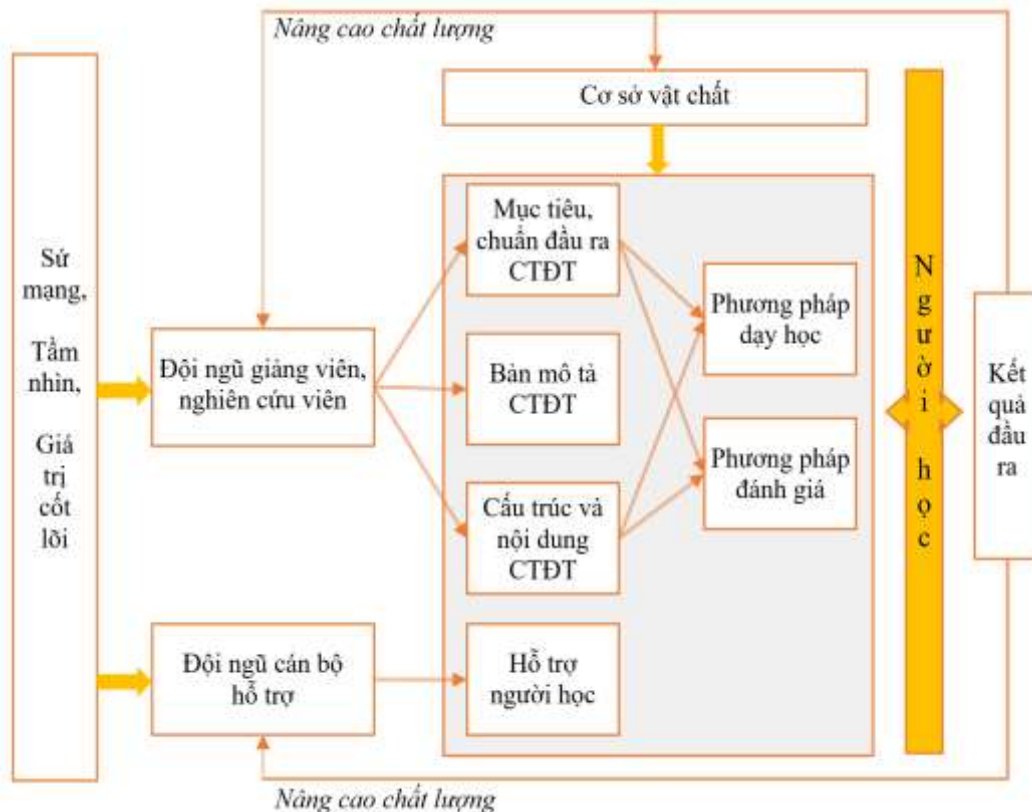 Nâng cao chất lượng
Cơ sở vật chất
Sứ
mạng,
Tầm
nhìn,
Giá
trị
cốt
lõi
Đội ngũ giảng viên,
nghiên cứu viên
Đội ngũ cán bộ
hỗ trợ
Mục tiêu,
chuẩn đầu ra
CTĐT
Bản mô tả
CTĐT
Cấu trúc và
nội dung
CTĐT
Hỗ trợ
người học
Phương pháp
dạy học
Phương pháp
đánh giá
Người học
Kết
quả
đầu
ra
Nâng cao chất lượng